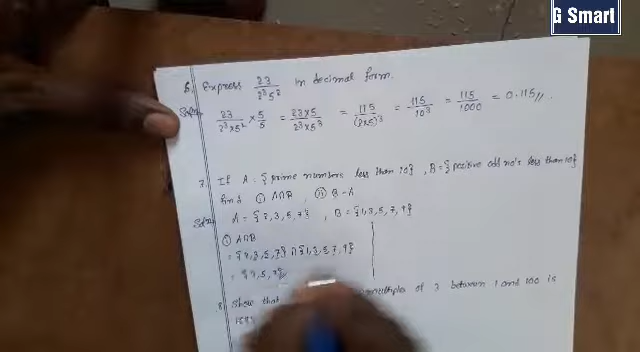 G Smart
6. Express 23/2³5² in decimal form.
Soln: 23/2³×5² × 5/5 = 23×5/2³×5³ = 115/(2×5)³ = 115/10³ = 115/1000 = 0.115//.
7. If A = {prime numbers less than 10}, B = {positive odd no's less than 10}
find ① A∩B, ② B-A
Soln: A = {2,3,5,7}, B = {1,3,5,7,9}
① A∩B
= {2,3,5,7} ∩ {1,3,5,7,9}
= {3,5,7}
8. Show that multiples of 7 between 1 and 100 is